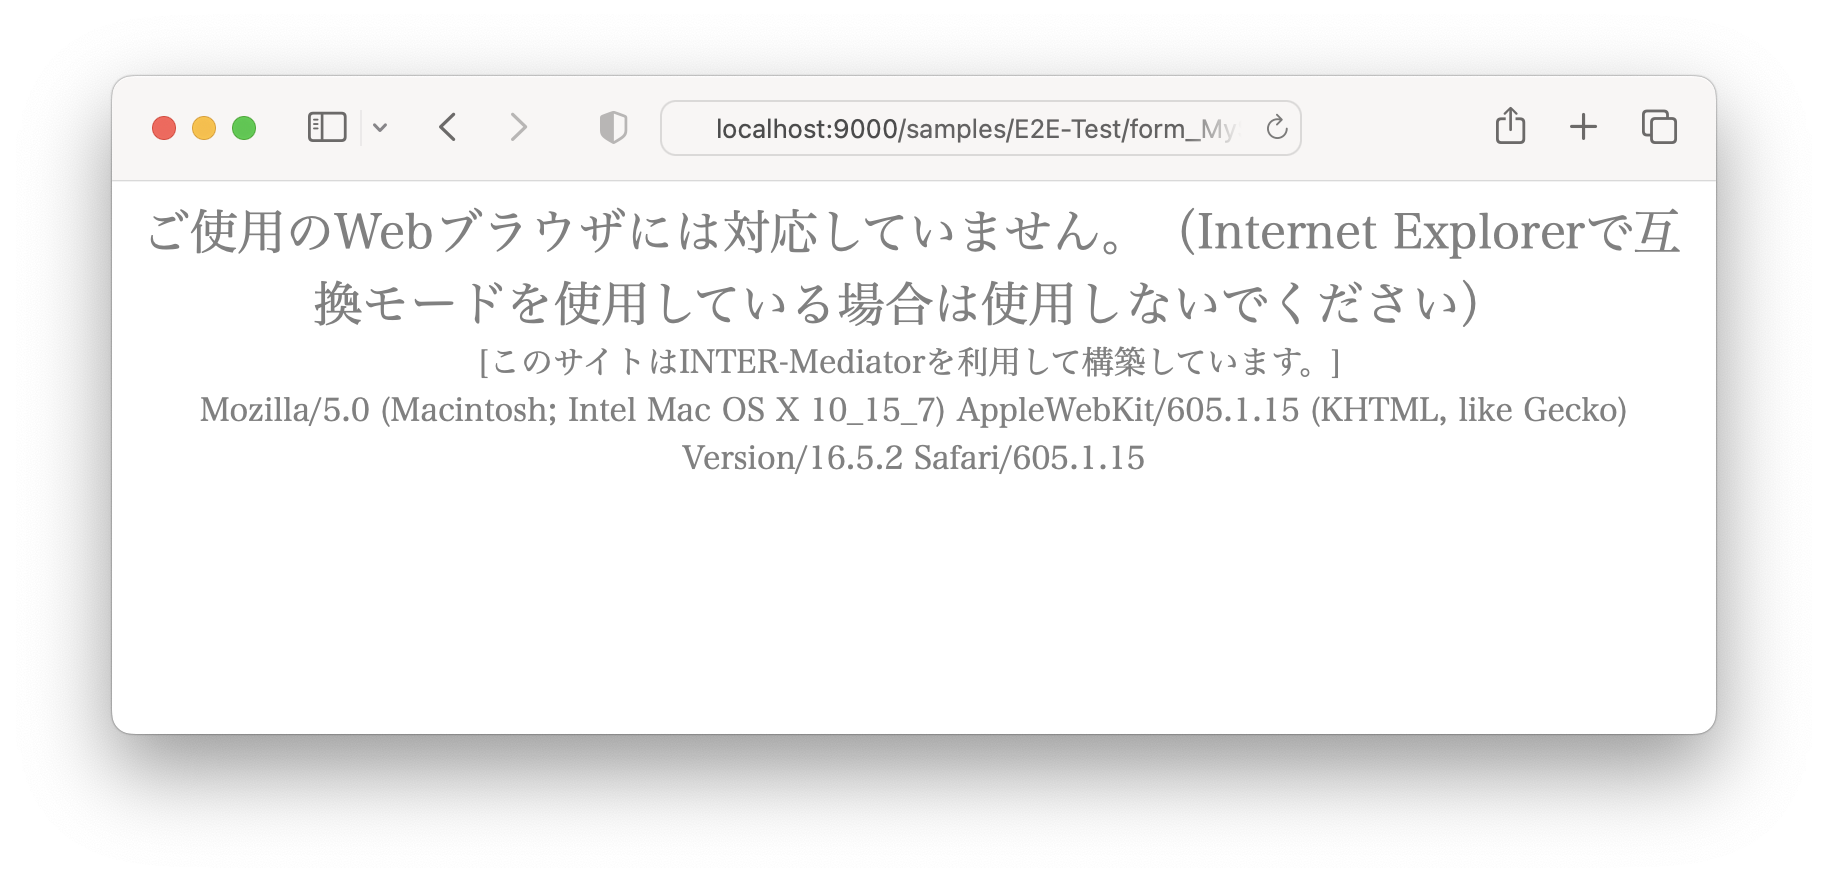 localhost:9000/samples/E2E-Test/form_My
ご使用のWebブラウザには対応していません。（Internet Explorerで互
換モードを使用している場合は使用しないでください）
[このサイトはINTER-Mediatorを利用して構築しています。]
Mozilla/5.0 (Macintosh; Intel Mac OS X 10_15_7) AppleWebKit/605.1.15 (KHTML, like Gecko)
Version/16.5.2 Safari/605.1.15